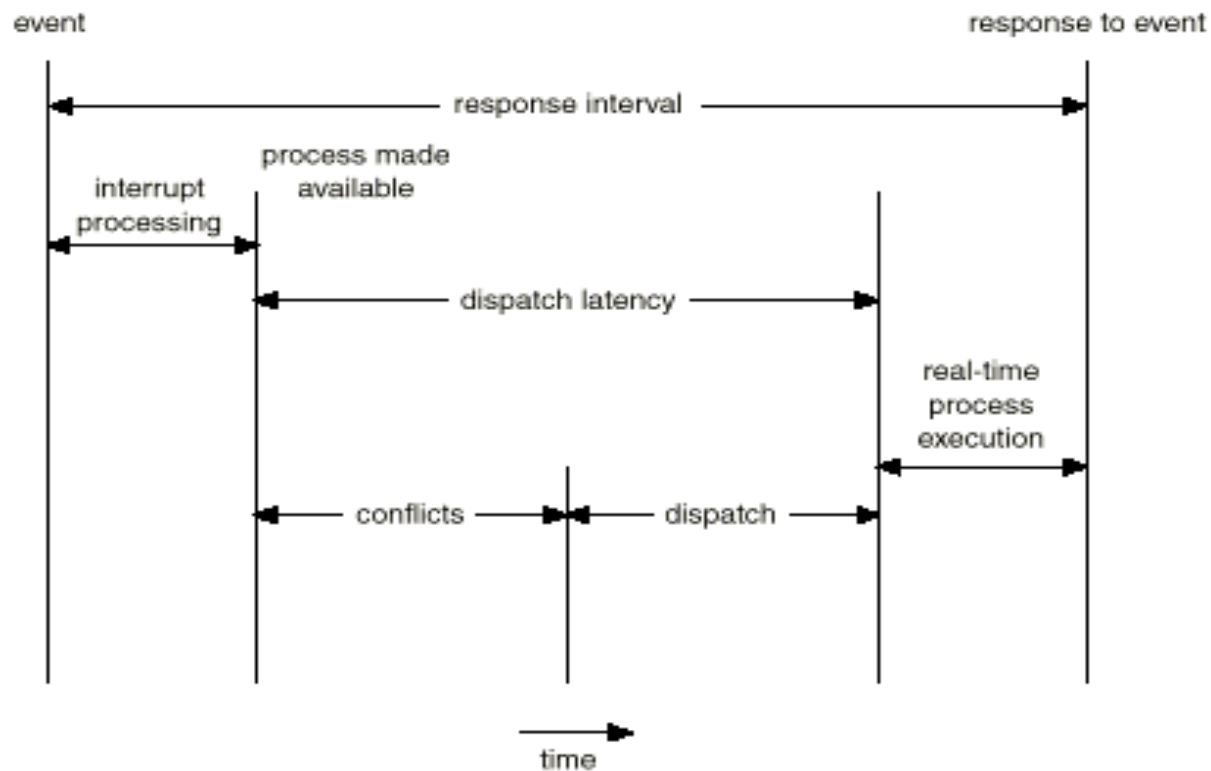 event
response to event
response interval
process made
available
interrupt
processing
dispatch latency
real-time
process
execution
conflicts
dispatch
time